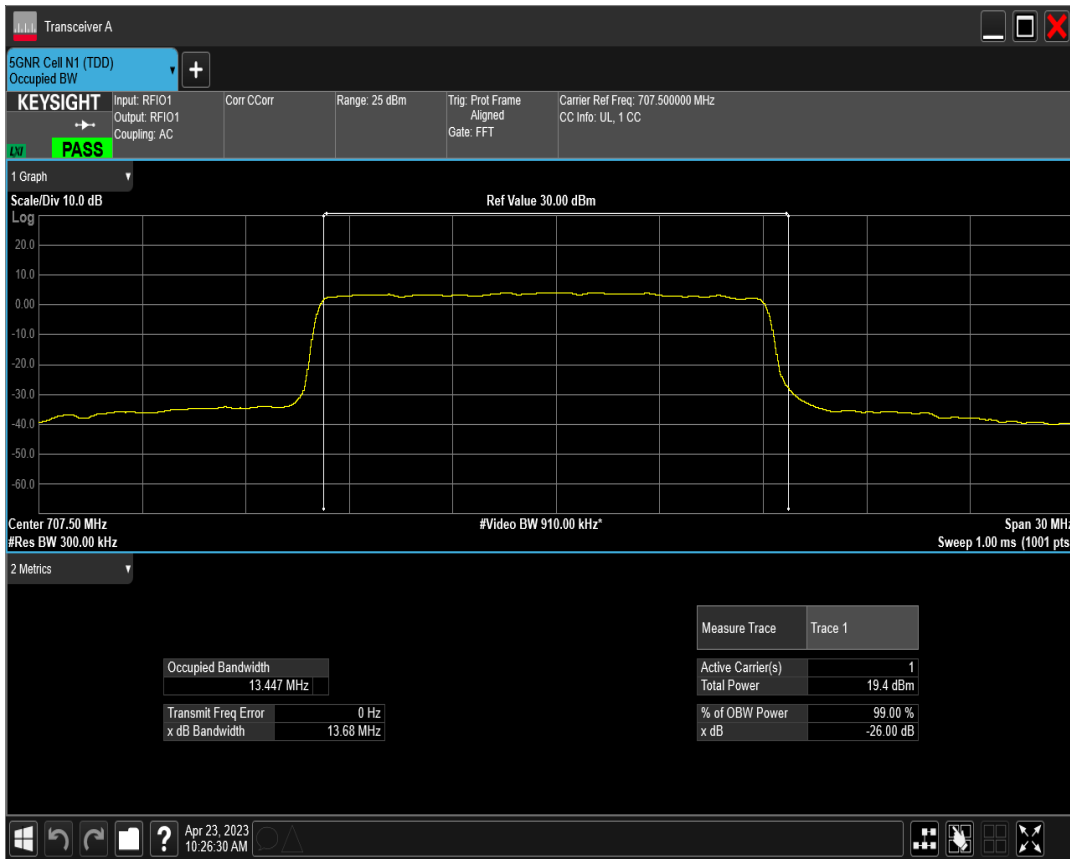 Transceiver A
5GNR Cell N1 (TDD)
Occupied BW
KEYSIGHT
LXI
PASS
Input: RFIO1
Output: RFIO1
Coupling: AC
Corr CCorr
Range: 25 dBm
Trig: Prot Frame
Aligned
Gate: FFT
Carrier Ref Freq: 707.500000 MHz
CC Info: UL, 1 CC
1 Graph
Scale/Div 10.0 dB
Ref Value 30.00 dBm
Log
20.0
10.0
0.00
-10.0
-20.0
-30.0
-40.0
-50.0
-60.0
Center 707.50 MHz
#Video BW 910.00 kHz*
Span 30 MHz
#Res BW 300.00 kHz
Sweep 1.00 ms (1001 pts
2 Metrics
Measure Trace Trace 1
Occupied Bandwidth
13.447 MHz
Active Carrier(s) 1
Total Power 19.4 dBm
Transmit Freq Error 0 Hz
x dB Bandwidth 13.68 MHz
% of OBW Power 99.00 %
x dB -26.00 dB
?
Apr 23, 2023
10:26:30 AM